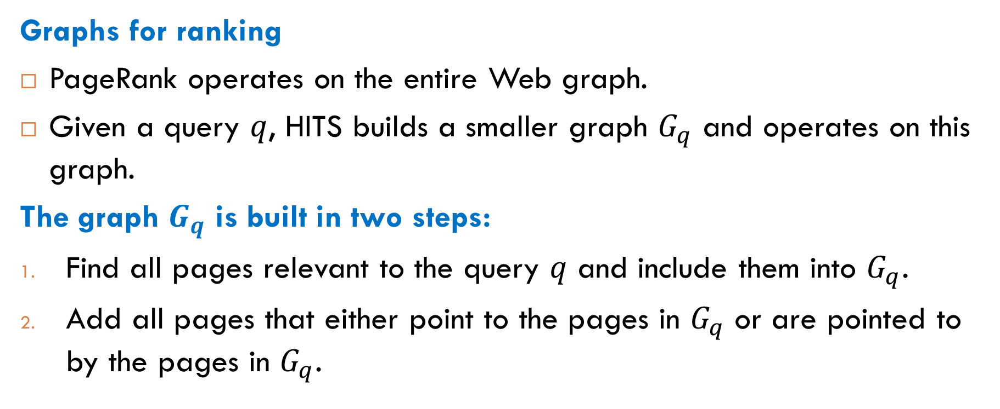 Graphs for ranking
□ PageRank operates on the entire Web graph.
□ Given a query q, HITS builds a smaller graph G_q and operates on this
graph.
The graph G_q is built in two steps:
1. Find all pages relevant to the query q and include them into G_q.
2. Add all pages that either point to the pages in G_q or are pointed to
by the pages in G_q.